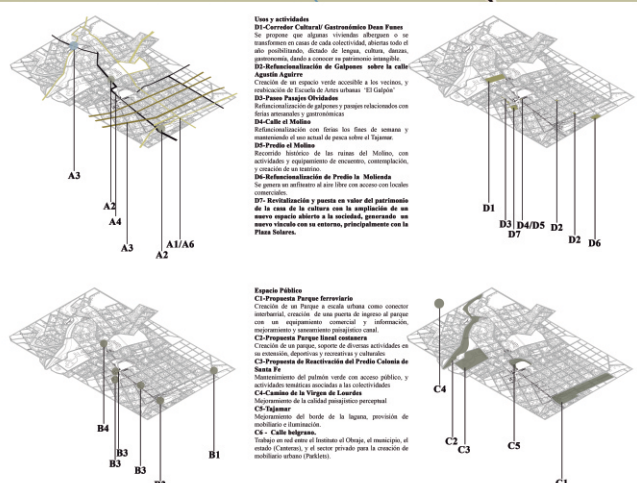 Usos y actividades
D1-Corredor Cultural/ Gastronómico Dean Funes
Se propone que algunas viviendas alberguen o se
transformen en casas de cada colectividad, abiertas todo el
año posibilitando, dictado de lengua, cultura, danzas,
gastronomía, dando a conocer su patrimonio intangible.
D2-Refuncionalización de Galpones sobre la calle
Agustín Aguirre
Creación de un espacio verde accesible a los vecinos, y
reubicación de Escuela de Artes urbanas ‘El Galpón’
D3-Paseo Pasajes Olvidados
Refuncionalización de galpones y pasajes relacionados con
ferias artesanales y gastronómicas
D4-Calle el Molino
Refuncionalización con ferias los fines de semana y
manteniendo el uso actual de pesca sobre el Tajamar.
D5-Predio el Molino
Recorrido histórico de las ruinas del Molino, con
actividades y equipamiento de encuentro, contemplación,
y creación de un teatrino.
D6-Refuncionalización de Predio la Molienda
Se genera un anfiteatro al aire libre con acceso con locales
comerciales.
D7- Revitalización y puesta en valor del patrimonio
de la casa de la cultura con la ampliación de un
nuevo espacio abierto a la sociedad, generando un
nuevo vinculo con su entorno, principalmente con la
Plaza Solares.
A3
A2
A4
A3
A1/A6
A2
D1
D3
D7
D4/D5
D2
D2
D6
Espacio Público
C1-Propuesta Parque ferroviario
Creación de un Parque a escala urbana como conector
interbarrial, creación de una puerta de ingreso al parque
con un equipamiento comercial y información,
mejoramiento y saneamiento paisajístico canal.
C2-Propuesta Parque lineal costanera
Creación de un parque, soporte de diversas actividades en
su extensión, deportivas y recreativas y culturales
C3-Propuesta de Reactivación del Predio Colonia de
Santa Fe
Mantenimiento del pulmón verde con acceso público, y
actividades temáticas asociadas a las colectividades
C4-Camino de la Virgen de Lourdes
Mejoramiento de la calidad paisajístico perceptual
C5-Tajamar
Mejoramiento del borde de la laguna, provisión de
mobiliario e iluminación.
C6 - Calle belgrano.
Trabajo en red entre el Instituto el Obraje, el municipio, el
estado (Canteras), y el sector privado para la creación de
mobiliario urbano (Parklets).
B4
B3
B3
B3
B1
C4
C2
C3
C5
C1